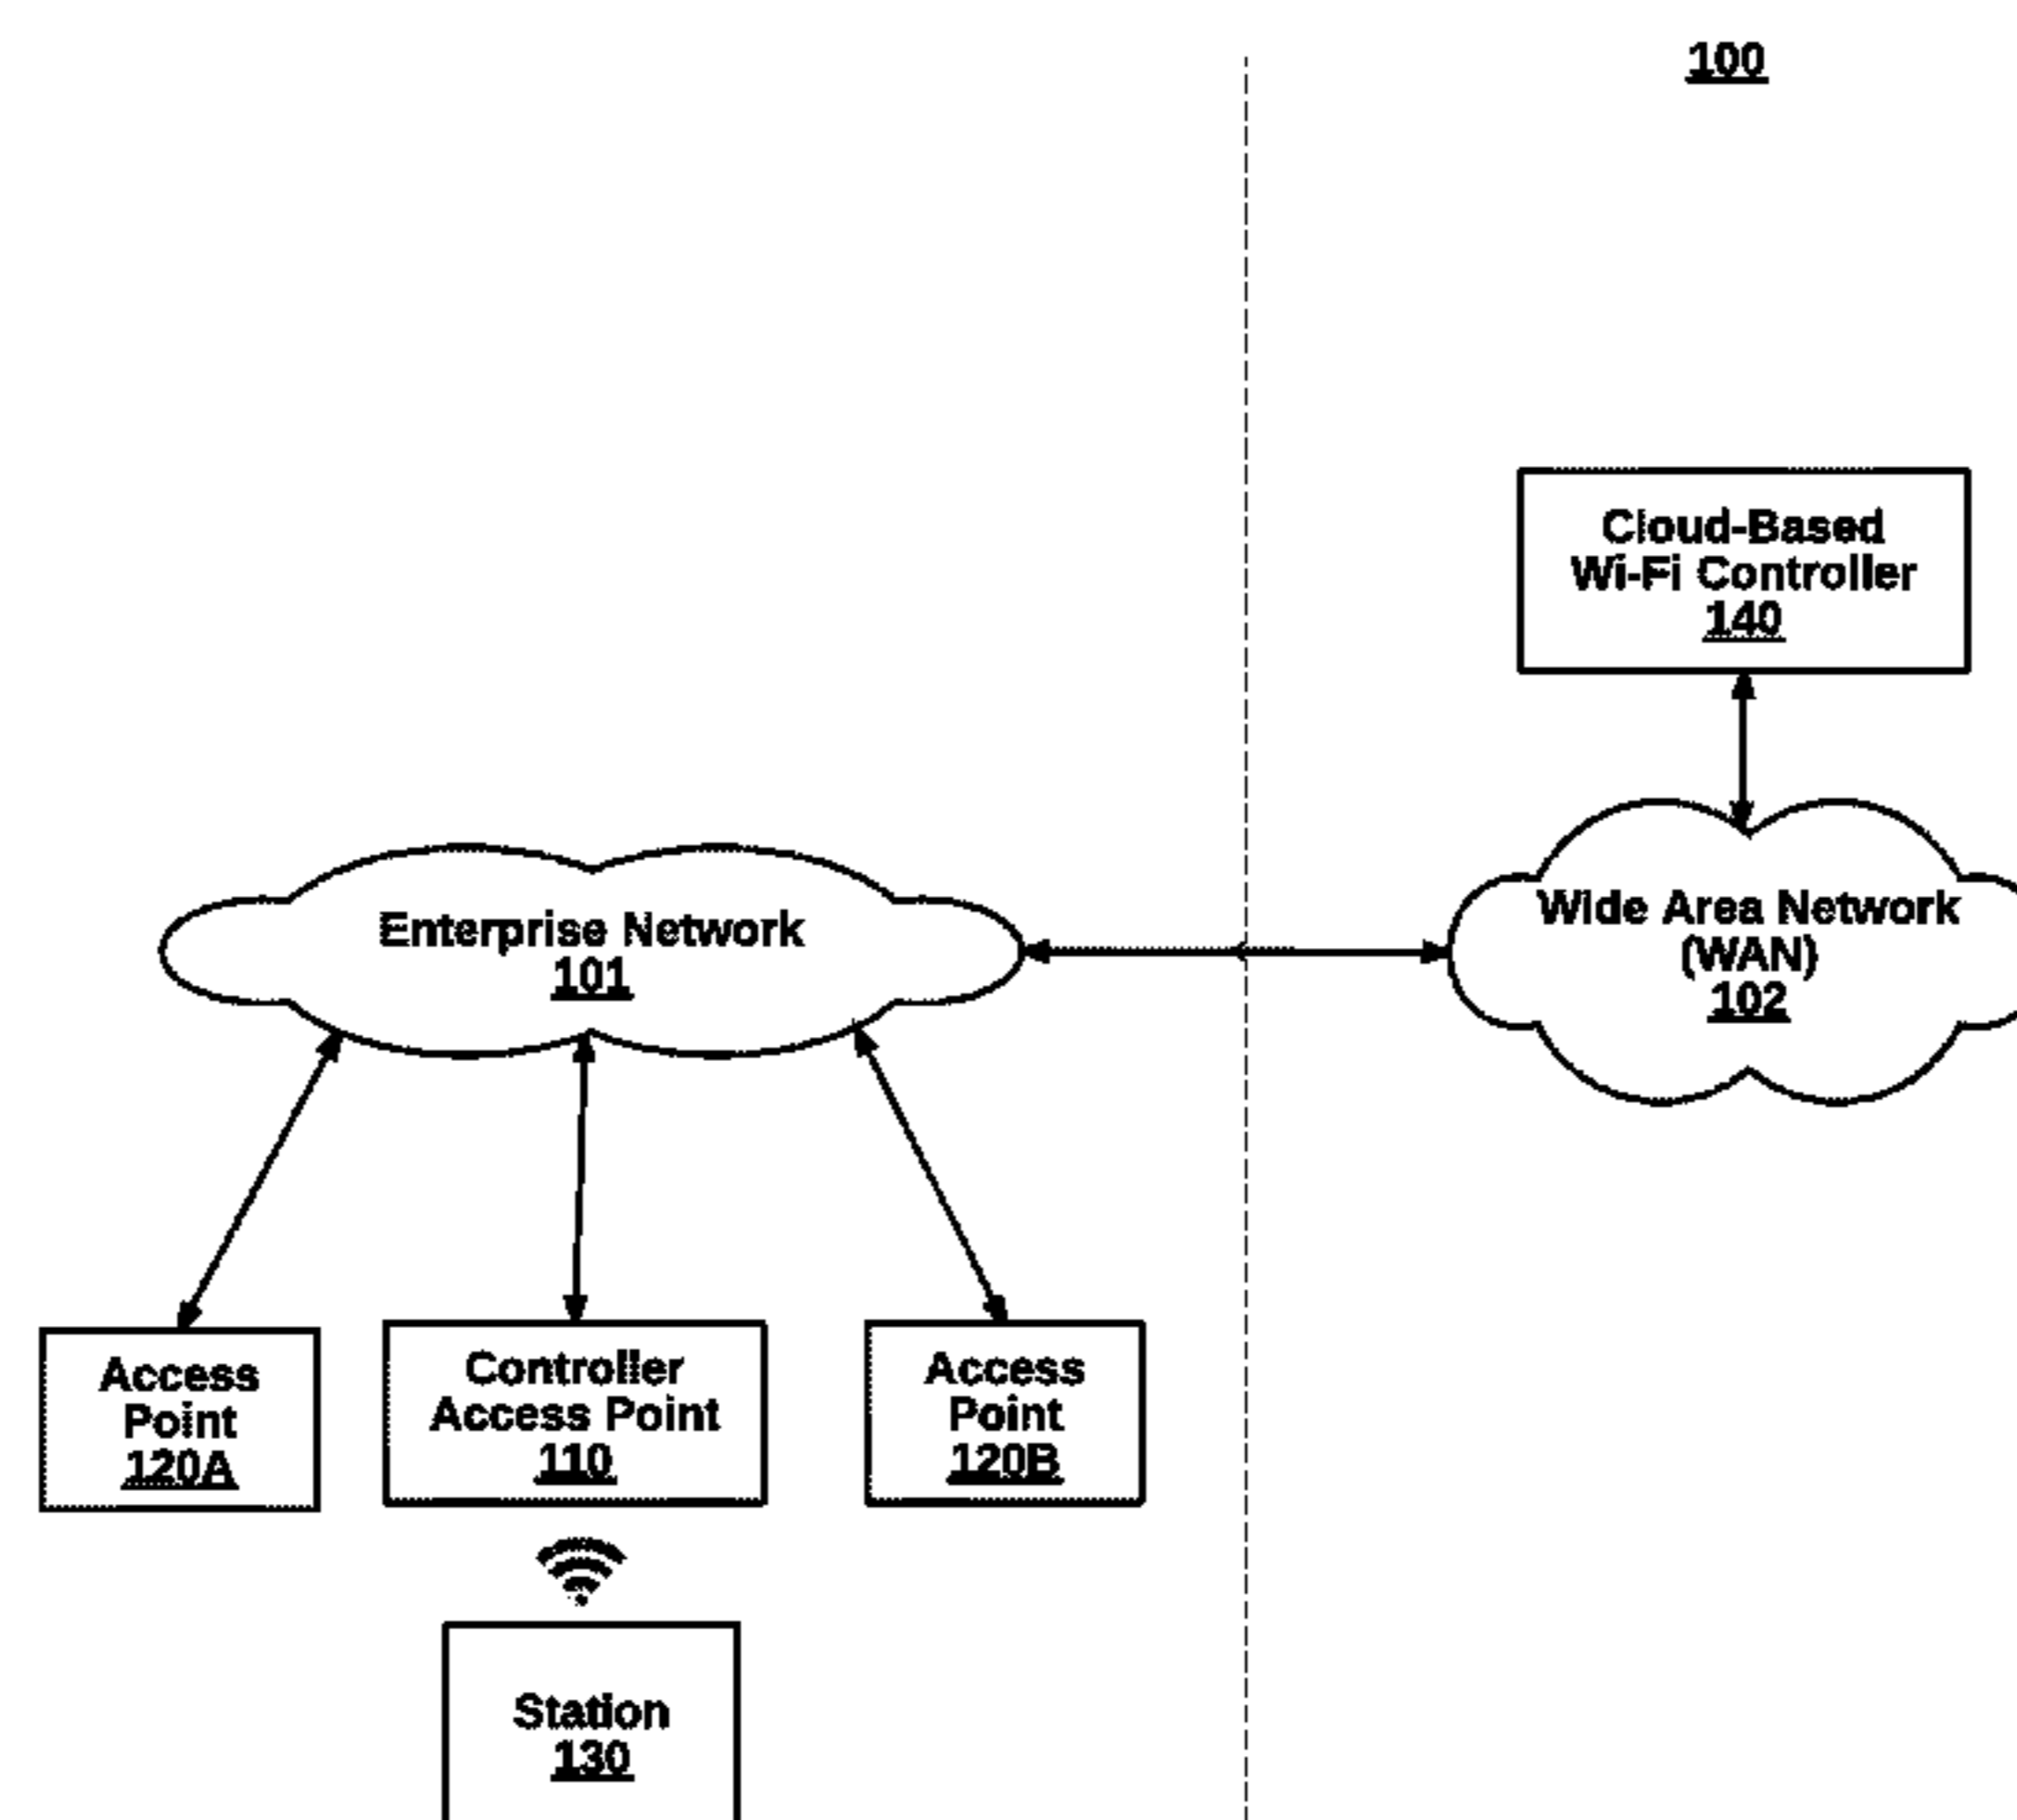 100
Cloud-Based
Wi-Fi Controller
140
Enterprise Network
101
Wide Area Network
(WAN)
102
Access
Point
120A
Controller
Access Point
110
Access
Point
120B
Station
130